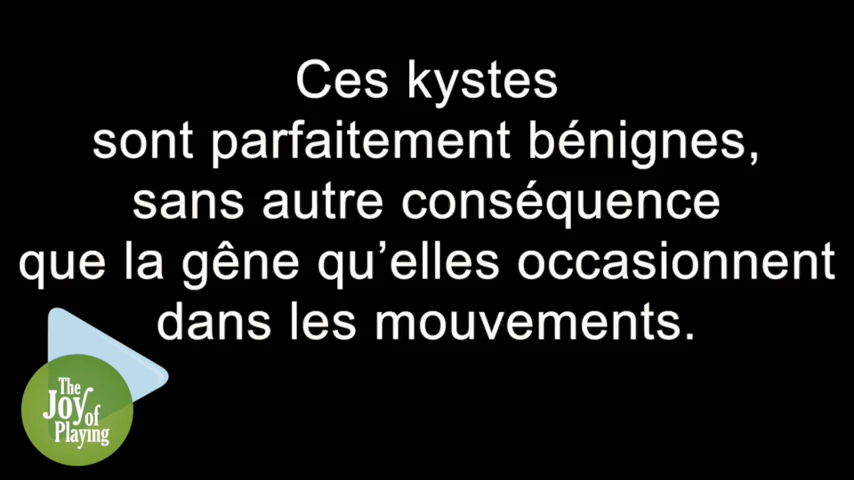 Ces kystes
sont parfaitement bénignes,
sans autre conséquence
que la gêne qu’elles occasionnent
dans les mouvements.
The
Joy of
Playing